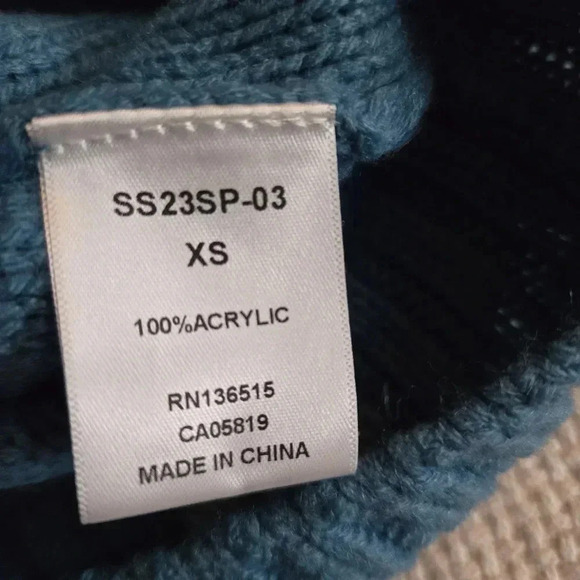 SS23SP-03
XS
100%ACRYLIC
RN136515
CA05819
MADE IN CHINA